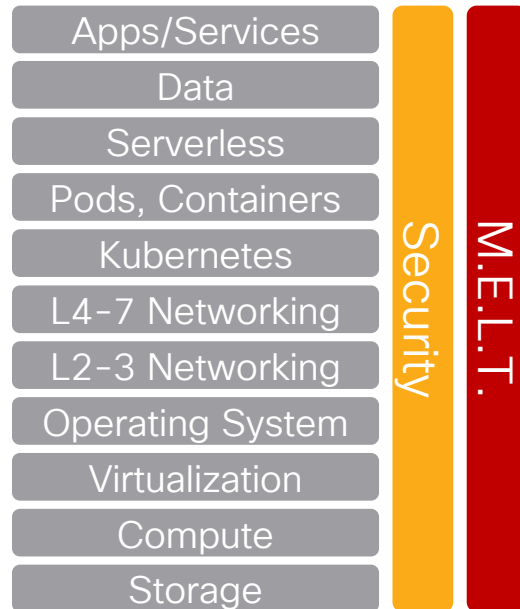 Apps/Services
Data
Serverless
Pods, Containers
Kubernetes
L4-7 Networking
L2-3 Networking
Operating System
Virtualization
Compute
Storage
Security
M.E.L.T.